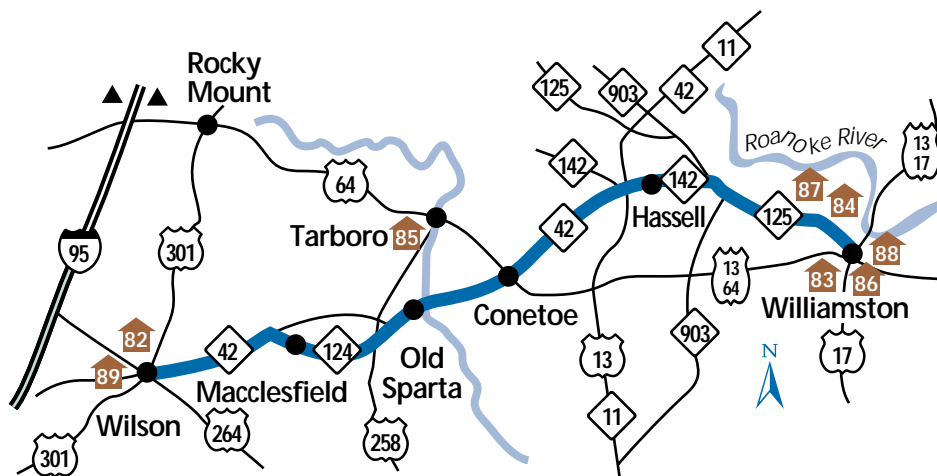 11
42
903
125
Rocky
Mount
Roanoke River
13
17
142
142
64
87
84
Hassell
125
42
Tarboro
85
301
95
88
13
64
83
86
Conetoe
Williamston
82
42
124
Old
Sparta
13
903
N
17
89
Macclesfield
Wilson
11
301
264
258